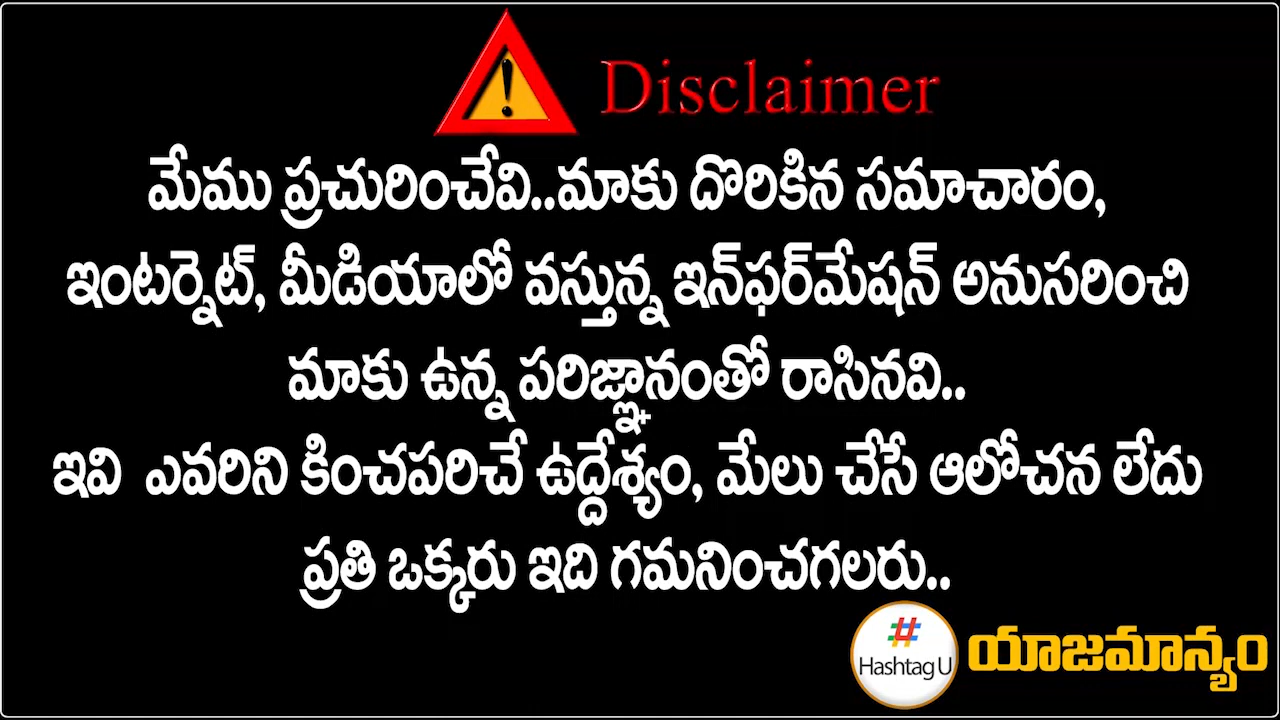 Disclaimer
మేము ప్రచురించేవి..మాకు దొరికిన సమాచారం,
ఇంటర్నెట్, మీడియాలో వస్తున్న ఇన్‌ఫర్‌మేషన్ అనుసరించి
మాకు ఉన్న పరిజ్ఞానంతో రాసినవి..
ఇవి ఎవరిని కించపరిచే ఉద్దేశ్యం, మేలు చేసే ఆలోచన లేదు
ప్రతి ఒక్కరు ఇది గమనించగలరు..
# Hashtag U యాజమాన్యం